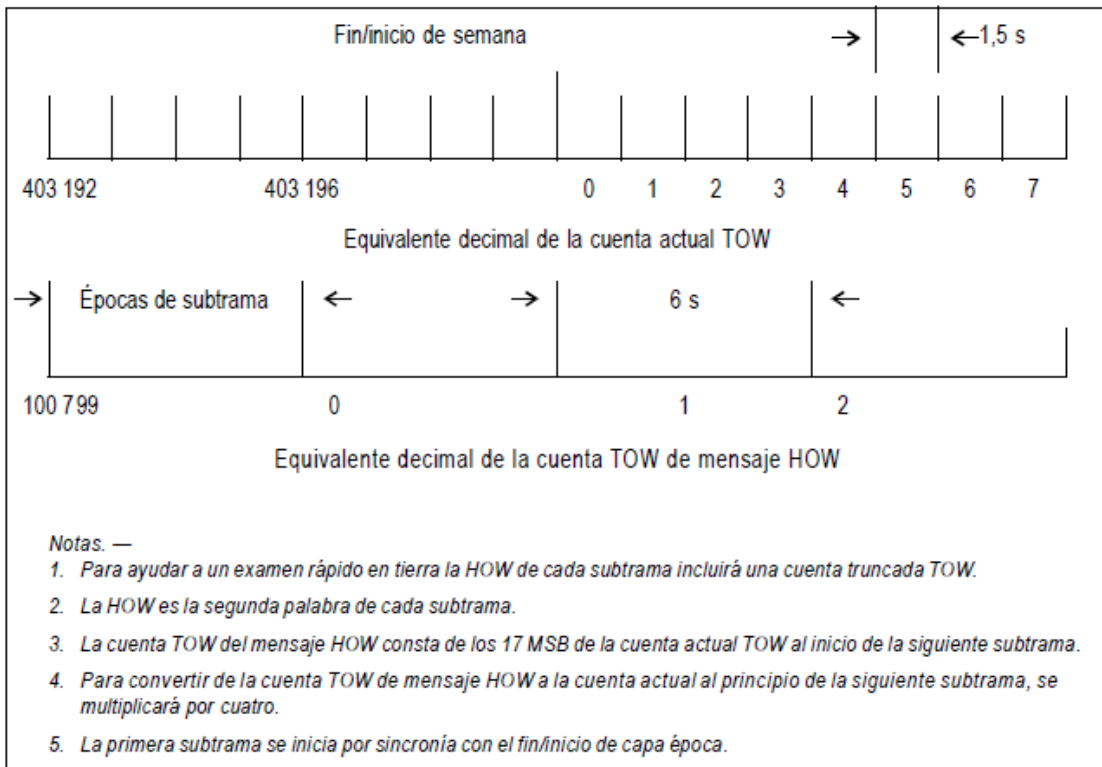 Fin/inicio de semana → ←1,5 s
403 192 403 196 0 1 2 3 4 5 6 7
Equivalente decimal de la cuenta actual TOW
→ Épocas de subtrama ← → 6 s ←
100 799 0 1 2
Equivalente decimal de la cuenta TOW de mensaje HOW
Notas. —
1. Para ayudar a un examen rápido en tierra la HOW de cada subtrama incluirá una cuenta truncada TOW.
2. La HOW es la segunda palabra de cada subtrama.
3. La cuenta TOW del mensaje HOW consta de los 17 MSB de la cuenta actual TOW al inicio de la siguiente subtrama.
4. Para convertir de la cuenta TOW de mensaje HOW a la cuenta actual al principio de la siguiente subtrama, se
multiplicará por cuatro.
5. La primera subtrama se inicia por sincronía con el fin/inicio de capa época.